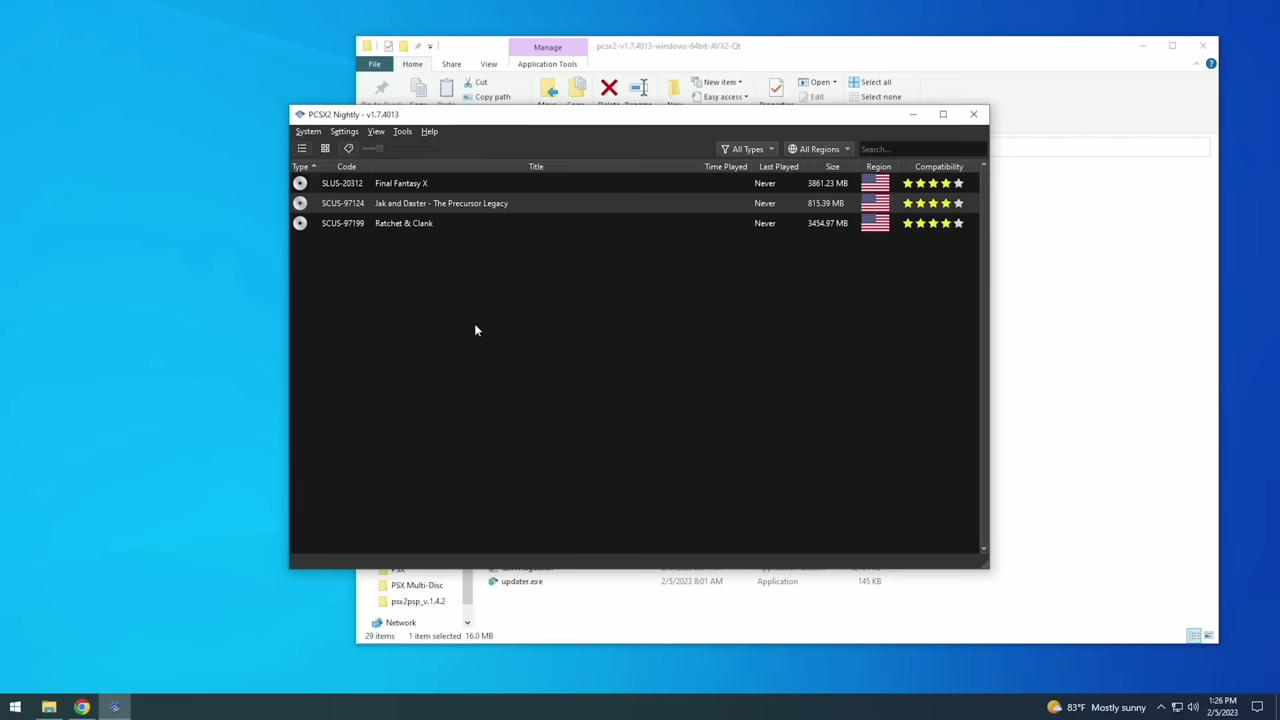 Manage
pcsx2-v1.7.4013-windows-64bit-AVX2-Qt
File
Home
Share
View
Application Tools
Cut
Copy path
New item
Easy access
Open
Edit
Select all
Select none
PCSX2 Nightly - v1.7.4013
System Settings View Tools Help
All Types
All Regions
Search...
Type Code Title Time Played Last Played Size Region Compatibility
SLUS-20312 Final Fantasy X Never 3861.23 MB
SCUS-97124 Jak and Daxter - The Precursor Legacy Never 815.39 MB
SCUS-97199 Ratchet & Clank Never 3454.97 MB
PSX
PSX Multi-Disc
updater.exe 2/5/2023 8:01 AM Application 145 KB
psx2psp_v.1.4.2
Network
29 items 1 item selected 16.0 MB
83°F Mostly sunny
1:26 PM
2/5/2023